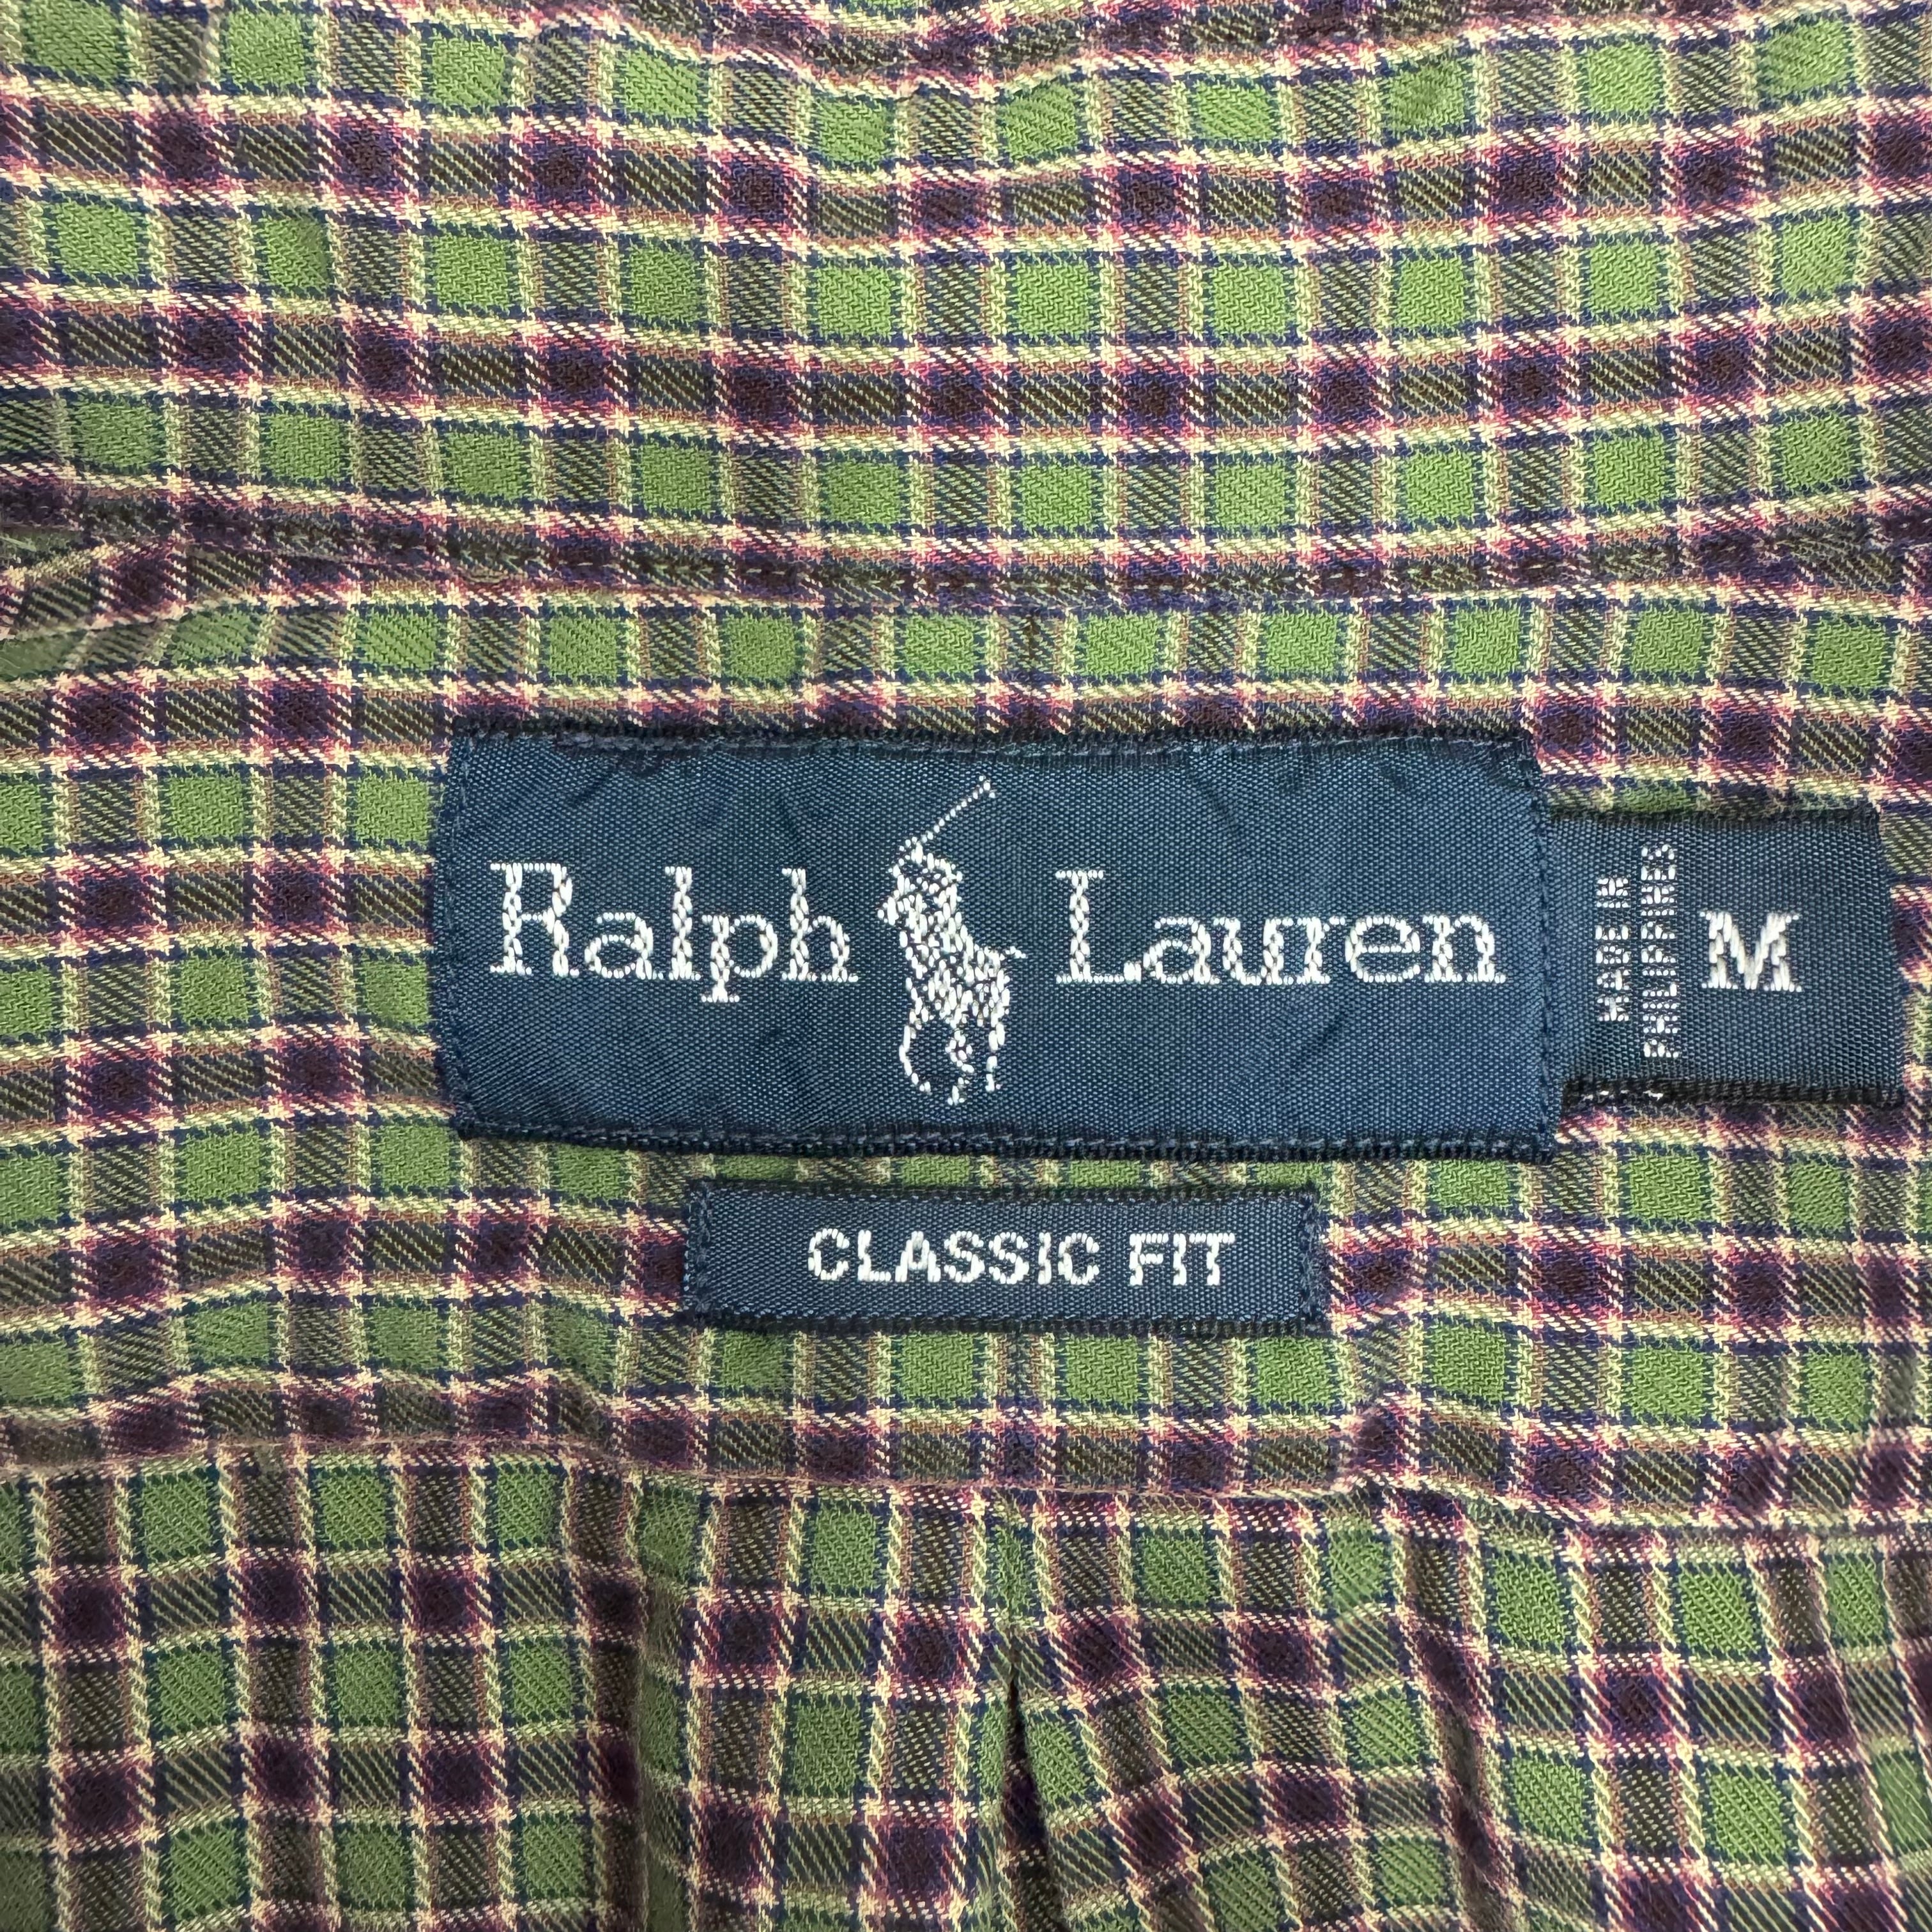 Ralph Lauren
MADE IN
PHILIPPINES
M
CLASSIC FIT